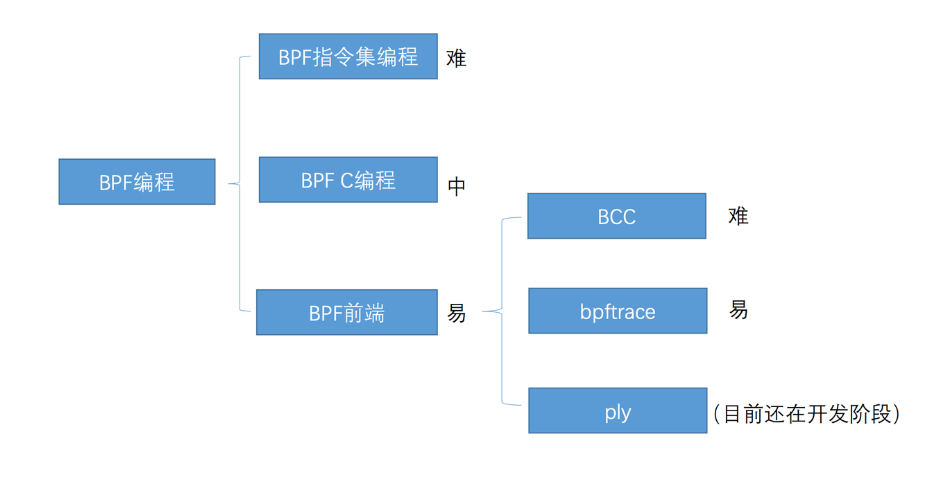 BPF指令集编程 难
BPF编程
BPF C编程 中
BPF前端 易
BCC 难
bpftrace 易
ply (目前还在开发阶段)